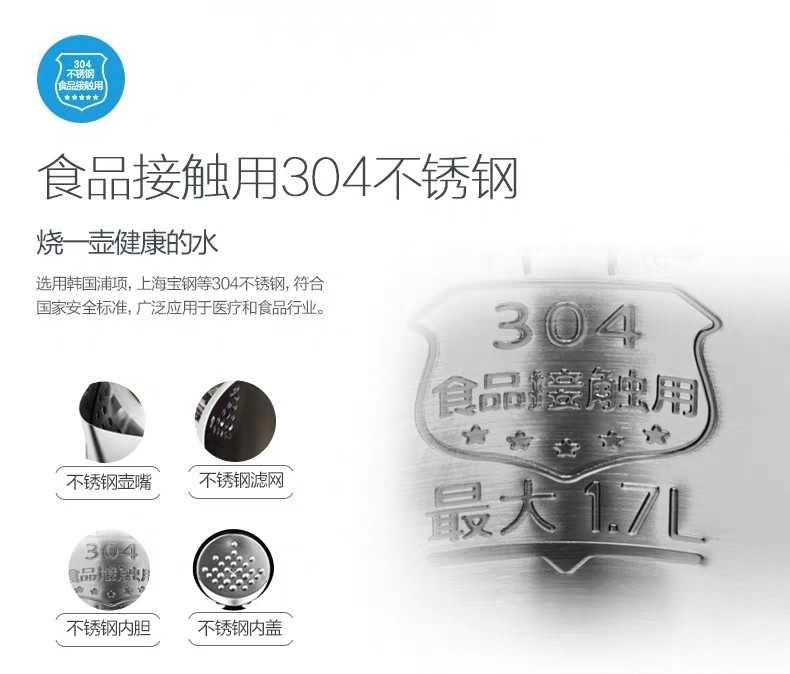 304
不锈钢
食品接触用
食品接触用304不锈钢
烧一壶健康的水
选用韩国浦项，上海宝钢等304不锈钢，符合
国家安全标准，广泛应用于医疗和食品行业。
304
食品接触用
最大 1.7L
不锈钢壶嘴
不锈钢滤网
304
食品接触用
不锈钢内胆
不锈钢内盖